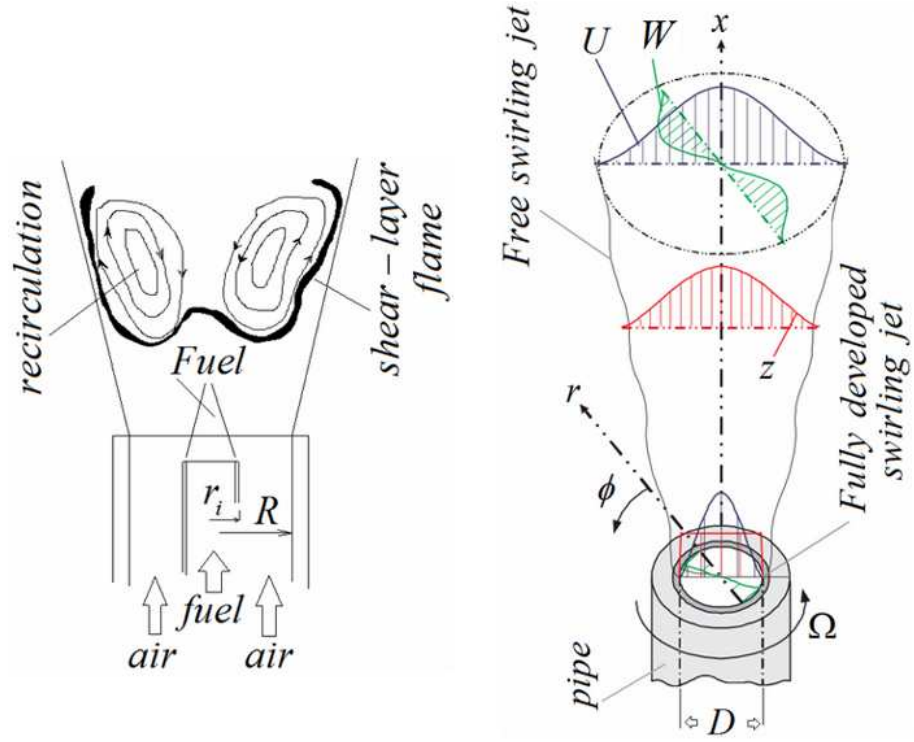 recirculation
shear-layer
flame
Fuel
r_i
R
fuel
air
air
Free swirling jet
U
W
x
z
Fully developed
swirling jet
r
ϕ
Ω
pipe
D